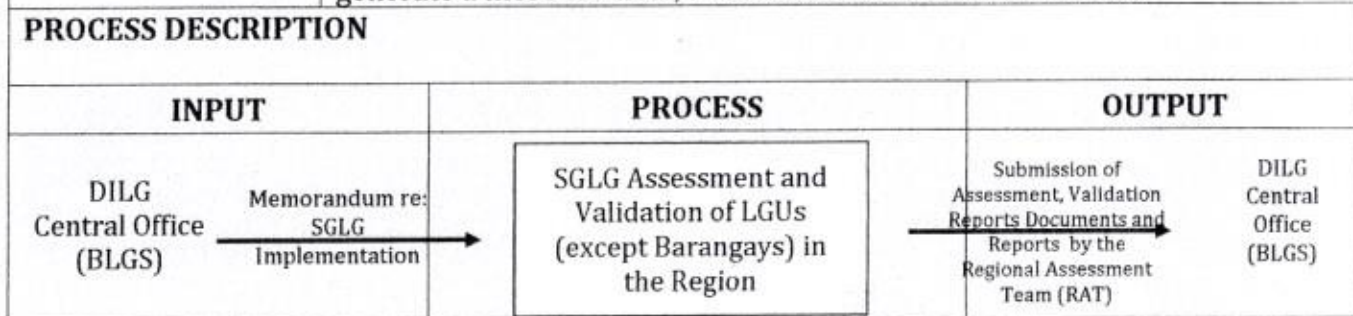 PROCESS DESCRIPTION
INPUT
PROCESS
OUTPUT
DILG
Central Office
(BLGS)
Memorandum re:
SGLG
Implementation
SGLG Assessment and
Validation of LGUs
(except Barangays) in
the Region
Submission of
Assessment, Validation
Reports Documents and
Reports by the
Regional Assessment
Team (RAT)
DILG
Central
Office
(BLGS)